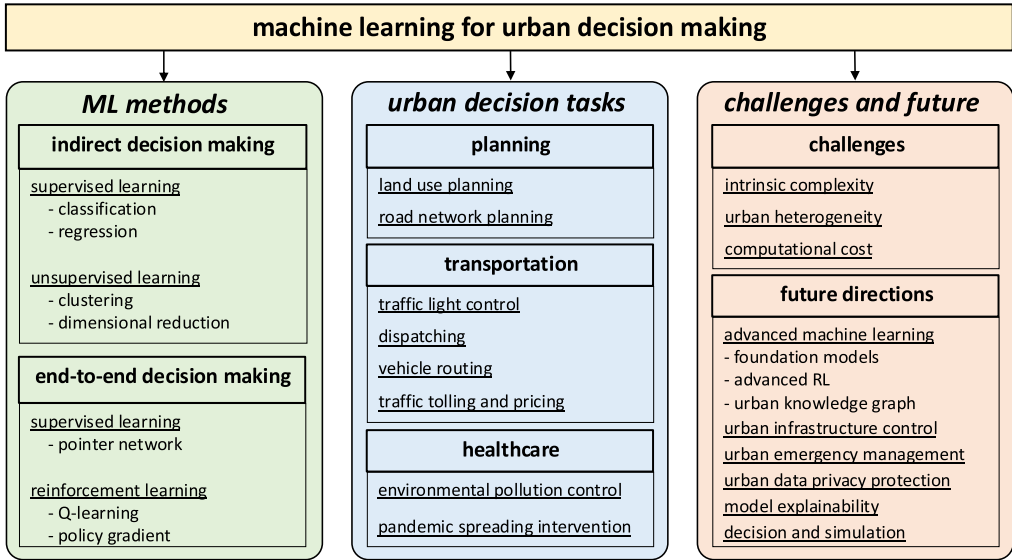 machine learning for urban decision making
ML methods
indirect decision making
supervised learning
- classification
- regression
unsupervised learning
- clustering
- dimensional reduction
end-to-end decision making
supervised learning
- pointer network
reinforcement learning
- Q-learning
- policy gradient
urban decision tasks
planning
land use planning
road network planning
transportation
traffic light control
dispatching
vehicle routing
traffic tolling and pricing
healthcare
environmental pollution control
pandemic spreading intervention
challenges and future
challenges
intrinsic complexity
urban heterogeneity
computational cost
future directions
advanced machine learning
- foundation models
- advanced RL
- urban knowledge graph
urban infrastructure control
urban emergency management
urban data privacy protection
model explainability
decision and simulation